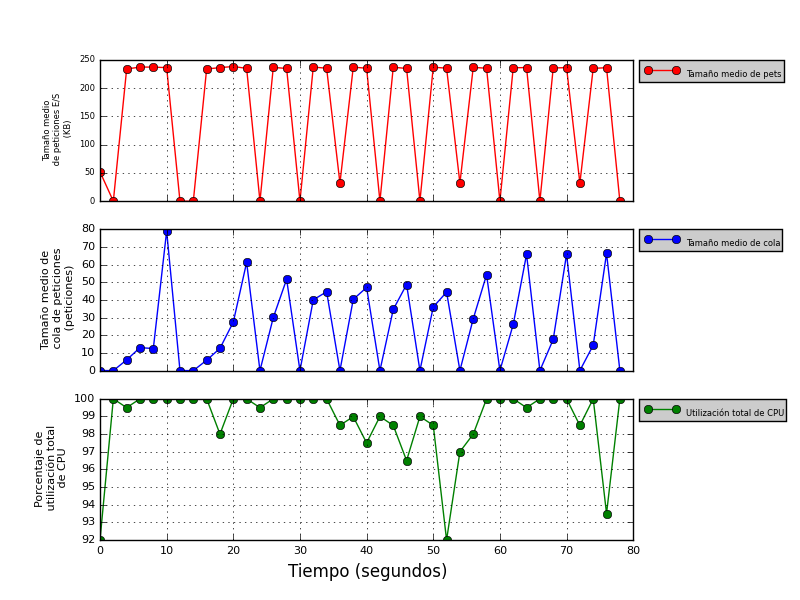 Tamaño medio
de peticiones E/S
(KB)
250
200
150
100
50
0
Tamaño medio de pets
Tamaño medio de
cola de peticiones
(peticiones)
80
70
60
50
40
30
20
10
0
Tamaño medio de cola
Porcentaje de
utilización total
de CPU
100
99
98
97
96
95
94
93
92
Utilización total de CPU
0 10 20 30 40 50 60 70 80
Tiempo (segundos)